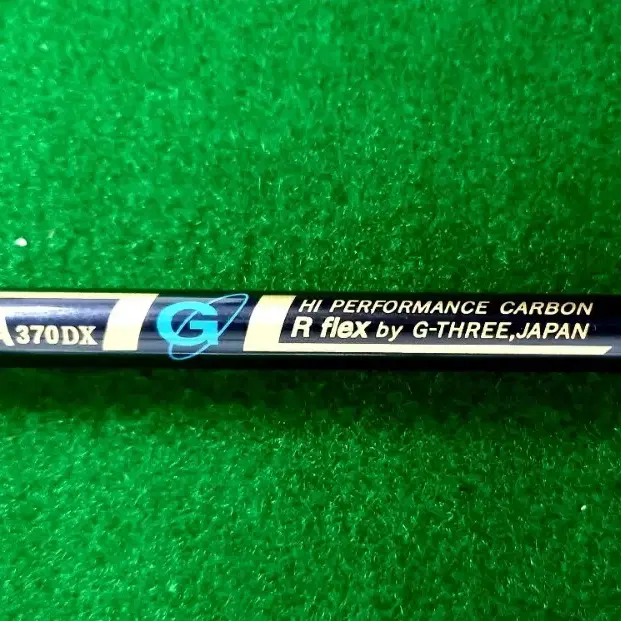 A 370DX
G
HI PERFORMANCE CARBON
R flex by G-THREE,JAPAN